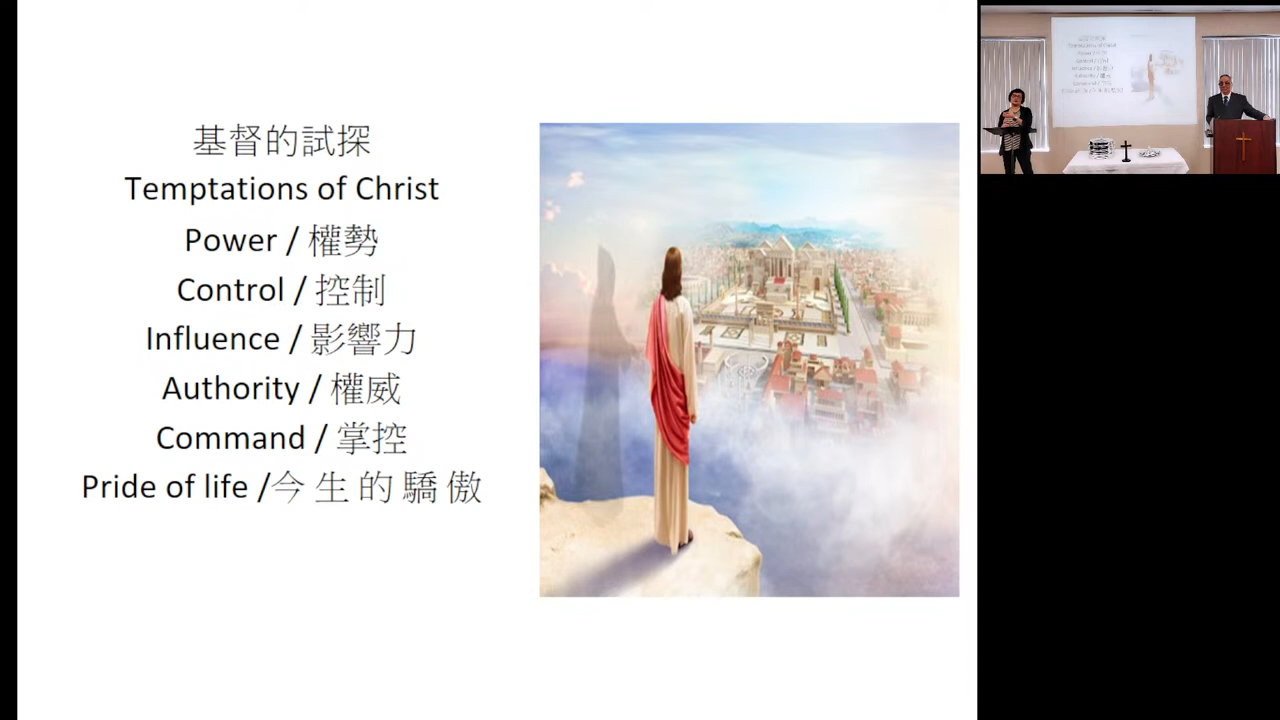 基督的試探
Temptations of Christ
Power / 權勢
Control / 控制
Influence / 影響力
Authority / 權威
Command / 掌控
Pride of life /今 生 的 驕 傲